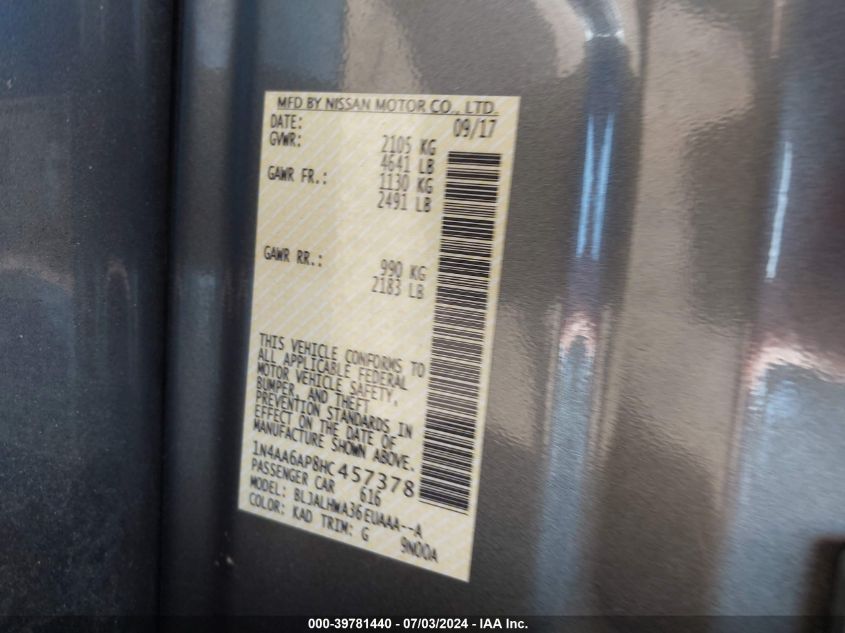 MFD BY NISSAN MOTOR CO., LTD.
DATE: 09/17
GVWR: 2105 KG
4641 LB
GAWR FR.: 1130 KG
2491 LB
GAWR RR.: 990 KG
2183 LB
THIS VEHICLE CONFORMS TO
ALL APPLICABLE FEDERAL
MOTOR VEHICLE SAFETY,
BUMPER, AND THEFT
PREVENTION STANDARDS IN
EFFECT ON THE DATE OF
MANUFACTURE SHOWN ABOVE.
1N4AA6AP8HC457378
PASSENGER CAR 616
MODEL: BLJALHWA36EUAAA--A
COLOR: KAD TRIM: G 9N00A
000-39781440 - 07/03/2024 - IAA Inc.